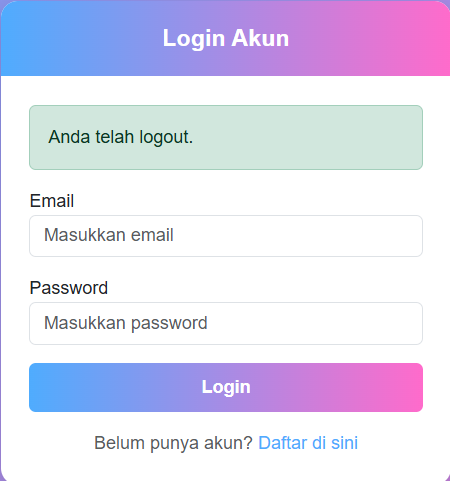 Login Akun
Anda telah logout.
Email
Masukkan email
Password
Masukkan password
Login
Belum punya akun? Daftar di sini